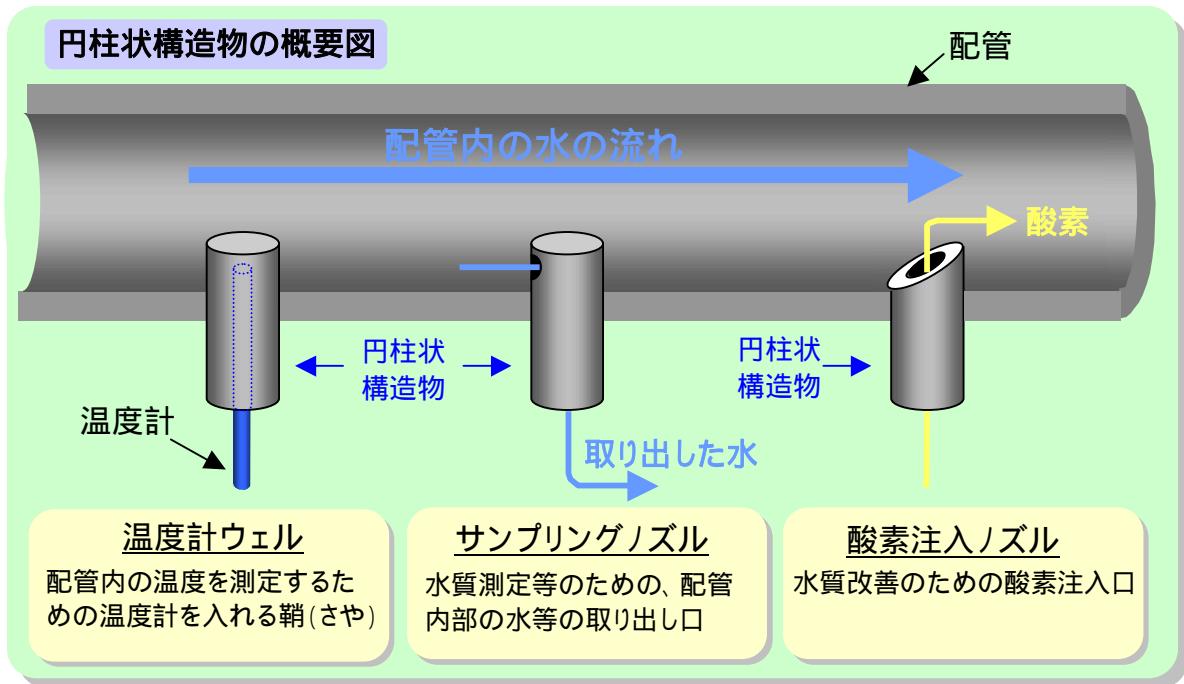 円柱状構造物の概要図
配管
配管内の水の流れ
酸素
円柱状
構造物
円柱状
構造物
温度計
取り出した水
温度計ウェル
配管内の温度を測定するた
めの温度計を入れる鞘(さや)
サンプリングノズル
水質測定等のための、配管
内部の水等の取り出し口
酸素注入ノズル
水質改善のための酸素注入口